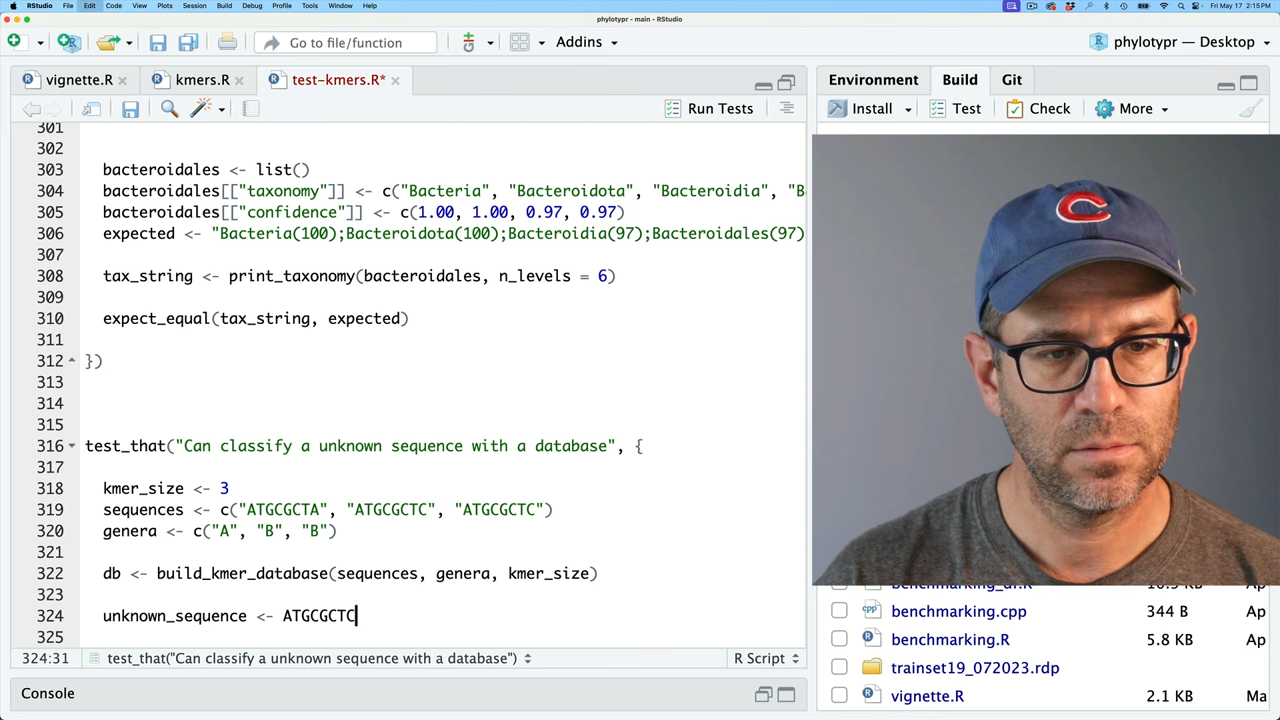 RStudio File Edit Code View Plots Session Build Debug Profile Tools Window Help Fri May 17 2:15 PM
phylotypr - main - RStudio
Go to file/function Addins phylotypr — Desktop
vignette.R kmers.R test-kmers.R* Environment Build Git
Run Tests Install Test Check More
301
302
303 bacteroidales <- list()
304 bacteroidales[["taxonomy"]] <- c("Bacteria", "Bacteroidota", "Bacteroidia", "B
305 bacteroidales[["confidence"]] <- c(1.00, 1.00, 0.97, 0.97)
306 expected <- "Bacteria(100);Bacteroidota(100);Bacteroidia(97);Bacteroidales(97)
307
308 tax_string <- print_taxonomy(bacteroidales, n_levels = 6)
309
310 expect_equal(tax_string, expected)
311
312 })
313
314
315
316 test_that("Can classify a unknown sequence with a database", {
317
318 kmer_size <- 3
319 sequences <- c("ATGCGCTA", "ATGCGCTC", "ATGCGCTC")
320 genera <- c("A", "B", "B")
321
322 db <- build_kmer_database(sequences, genera, kmer_size)
323
324 unknown_sequence <- ATGCGCTC
325
324:31 test_that("Can classify a unknown sequence with a database") R Script
Console
benchmarking.cpp 344 B Ap
benchmarking.R 5.8 KB Ap
trainset19_072023.rdp
vignette.R 2.1 KB Ma